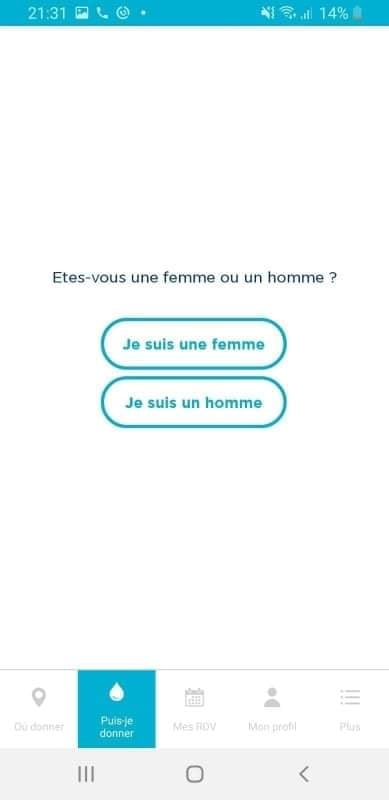 21:31 14%
Etes-vous une femme ou un homme ?
Je suis une femme
Je suis un homme
Où donner
Puis-je
donner
Mes RDV
Mon profil
Plus